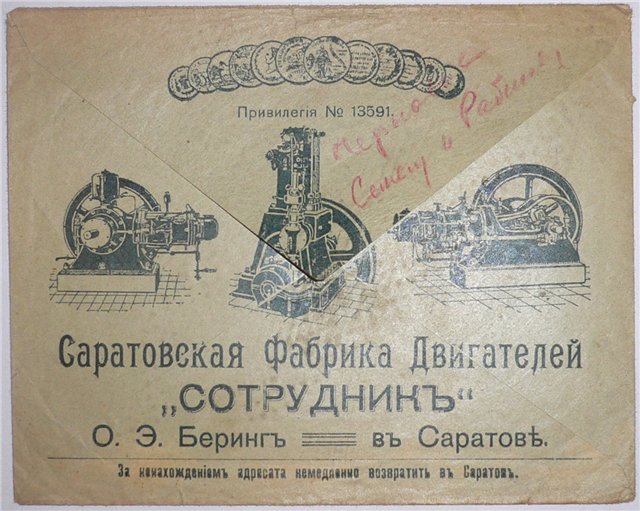 Привилегія № 13591.
Саратовская Фабрика Двигателей
„СОТРУДНИКЪ“
О. Э. Берингъ въ Саратовѣ.
За ненахожденіемъ адресата немедленно возвратить въ Саратовъ.